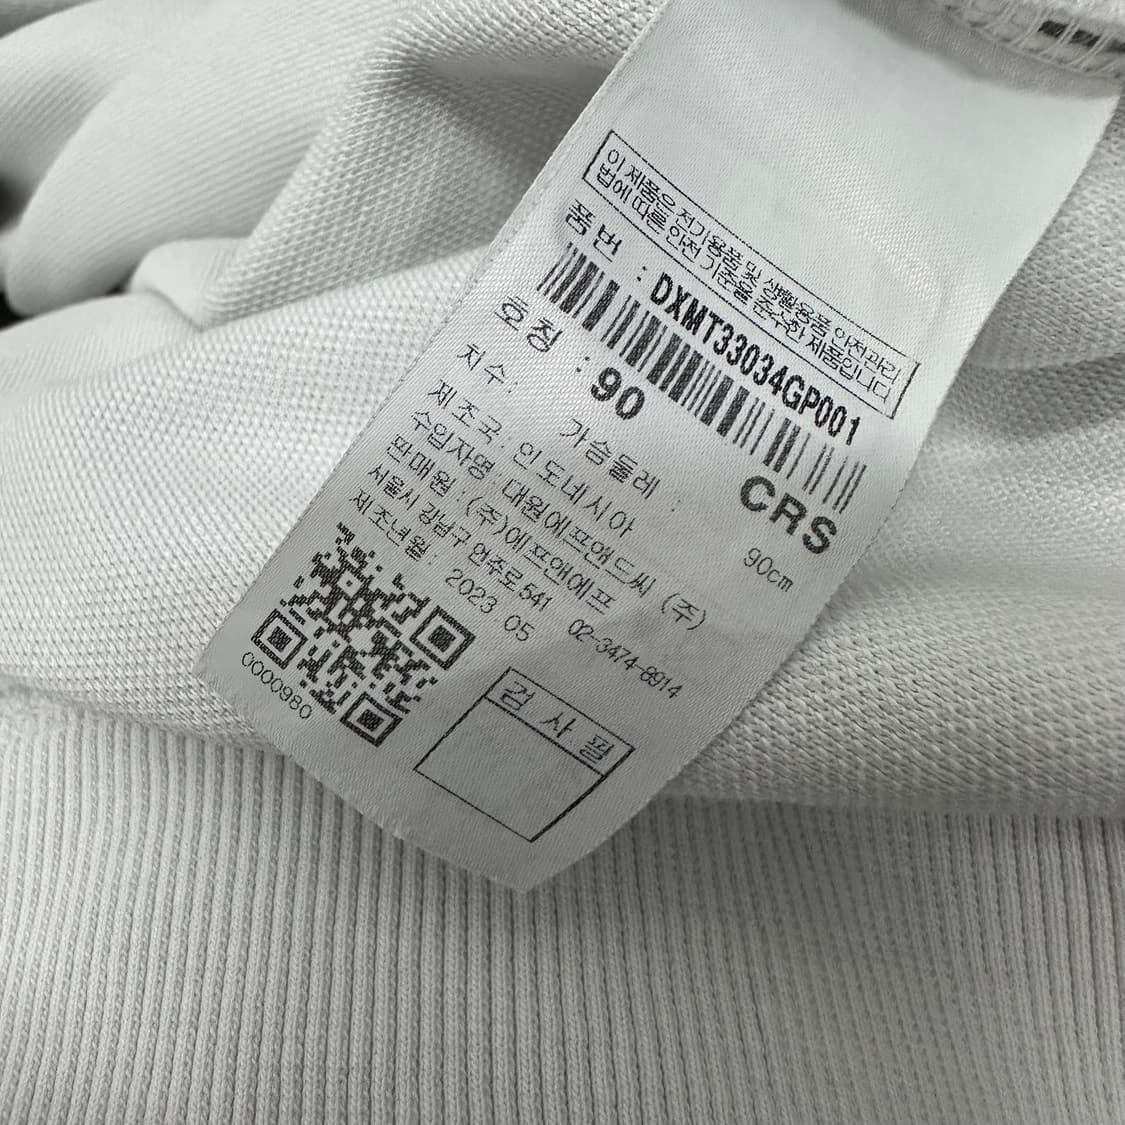 이 제품은 전기용품 및 생활용품 안전관리
법에 따른 안전 기준을 준수한 제품입니다
품 번 : DXMT33034GP001
호칭 : 90 CRS
치수 : 가슴둘레 : 90cm
제조국 : 인도네시아
수입자명 : 대원에프앤드씨 (주)
판매원 : (주)에프앤에프
서울시 강남구 언주로 541 02-3474-8914
제조년월 : 2023. 05
0000980
검 사 필